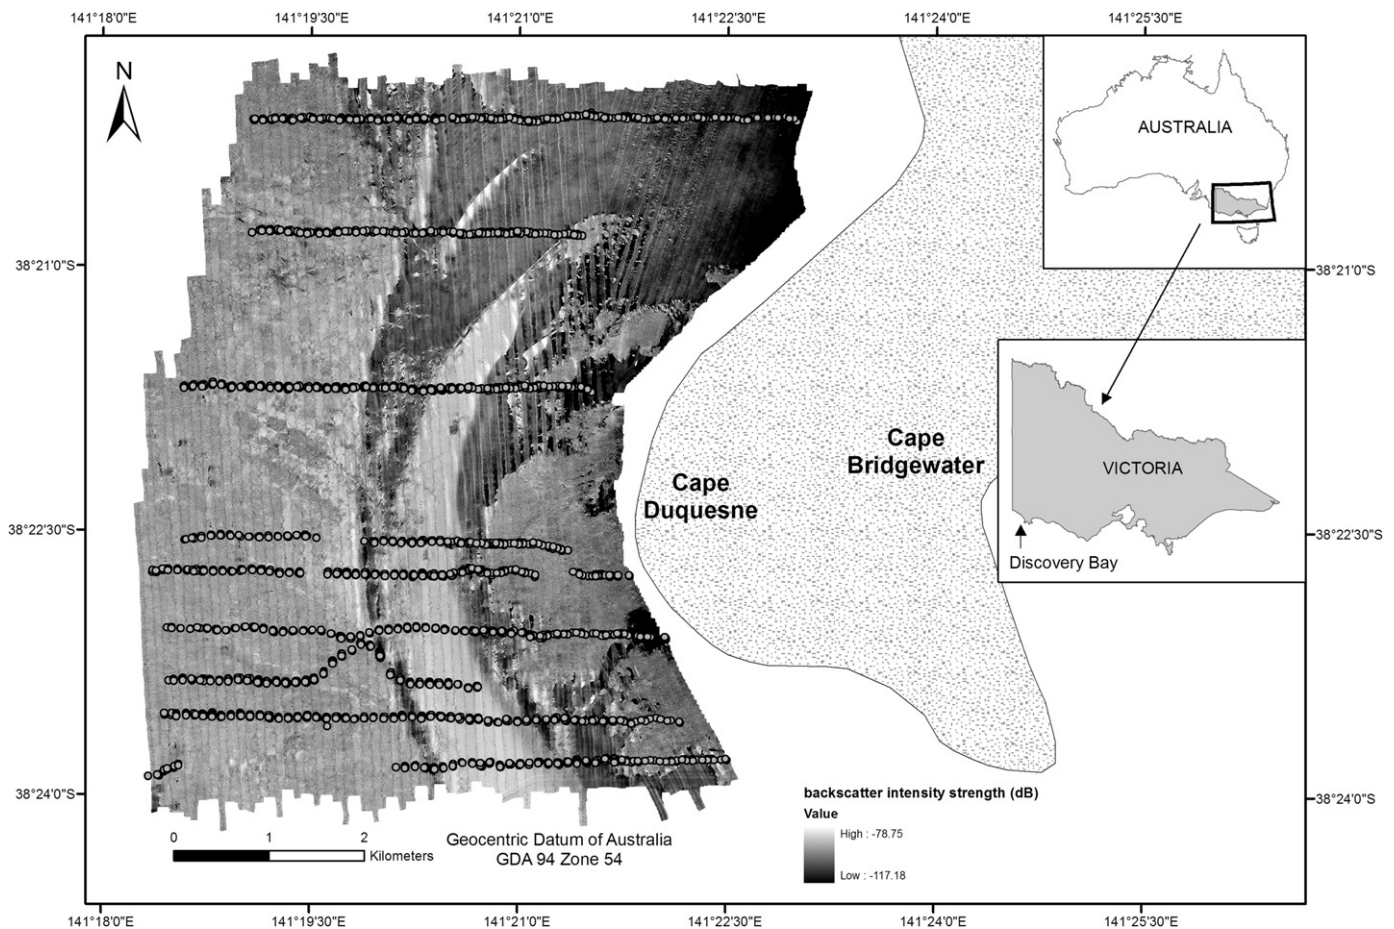 141°18'0"E 141°19'30"E 141°21'0"E 141°22'30"E 141°24'0"E 141°25'30"E
N
AUSTRALIA
38°21'0"S 38°21'0"S
Cape
Bridgewater
VICTORIA
Cape
Duquesne
38°22'30"S 38°22'30"S
Discovery Bay
38°24'0"S 38°24'0"S
backscatter intensity strength (dB)
Value
High : -78.75
Low : -117.18
0 1 2
Kilometers
Geocentric Datum of Australia
GDA 94 Zone 54
141°18'0"E 141°19'30"E 141°21'0"E 141°22'30"E 141°24'0"E 141°25'30"E